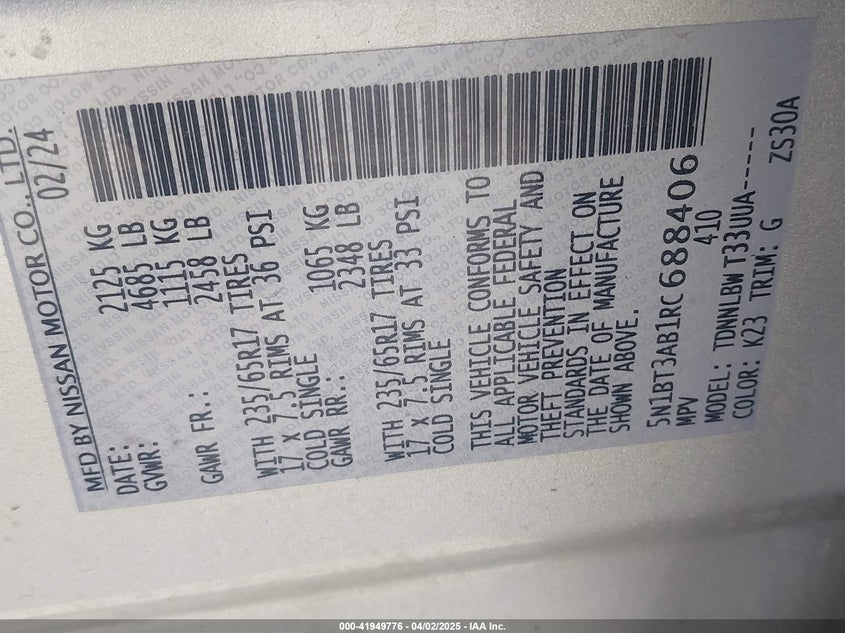 MFD BY NISSAN MOTOR CO., LTD.
DATE: 02/24
GVWR: 2125 KG
4685 LB
GAWR FR.: 1115 KG
2458 LB
WITH 235/65R17 TIRES
17 X 7.5 RIMS AT 36 PSI
COLD SINGLE
GAWR RR.: 1065 KG
2348 LB
WITH 235/65R17 TIRES
17 X 7.5 RIMS AT 33 PSI
COLD SINGLE
THIS VEHICLE CONFORMS TO
ALL APPLICABLE FEDERAL
MOTOR VEHICLE SAFETY AND
THEFT PREVENTION
STANDARDS IN EFFECT ON
THE DATE OF MANUFACTURE
SHOWN ABOVE.
5N1BT3AB1RC688406
MPV 410
MODEL: TDNNLBW T33UUA-----
COLOR: K23 TRIM: G ZS30A
000-41949776 - 04/02/2025 - IAA Inc.